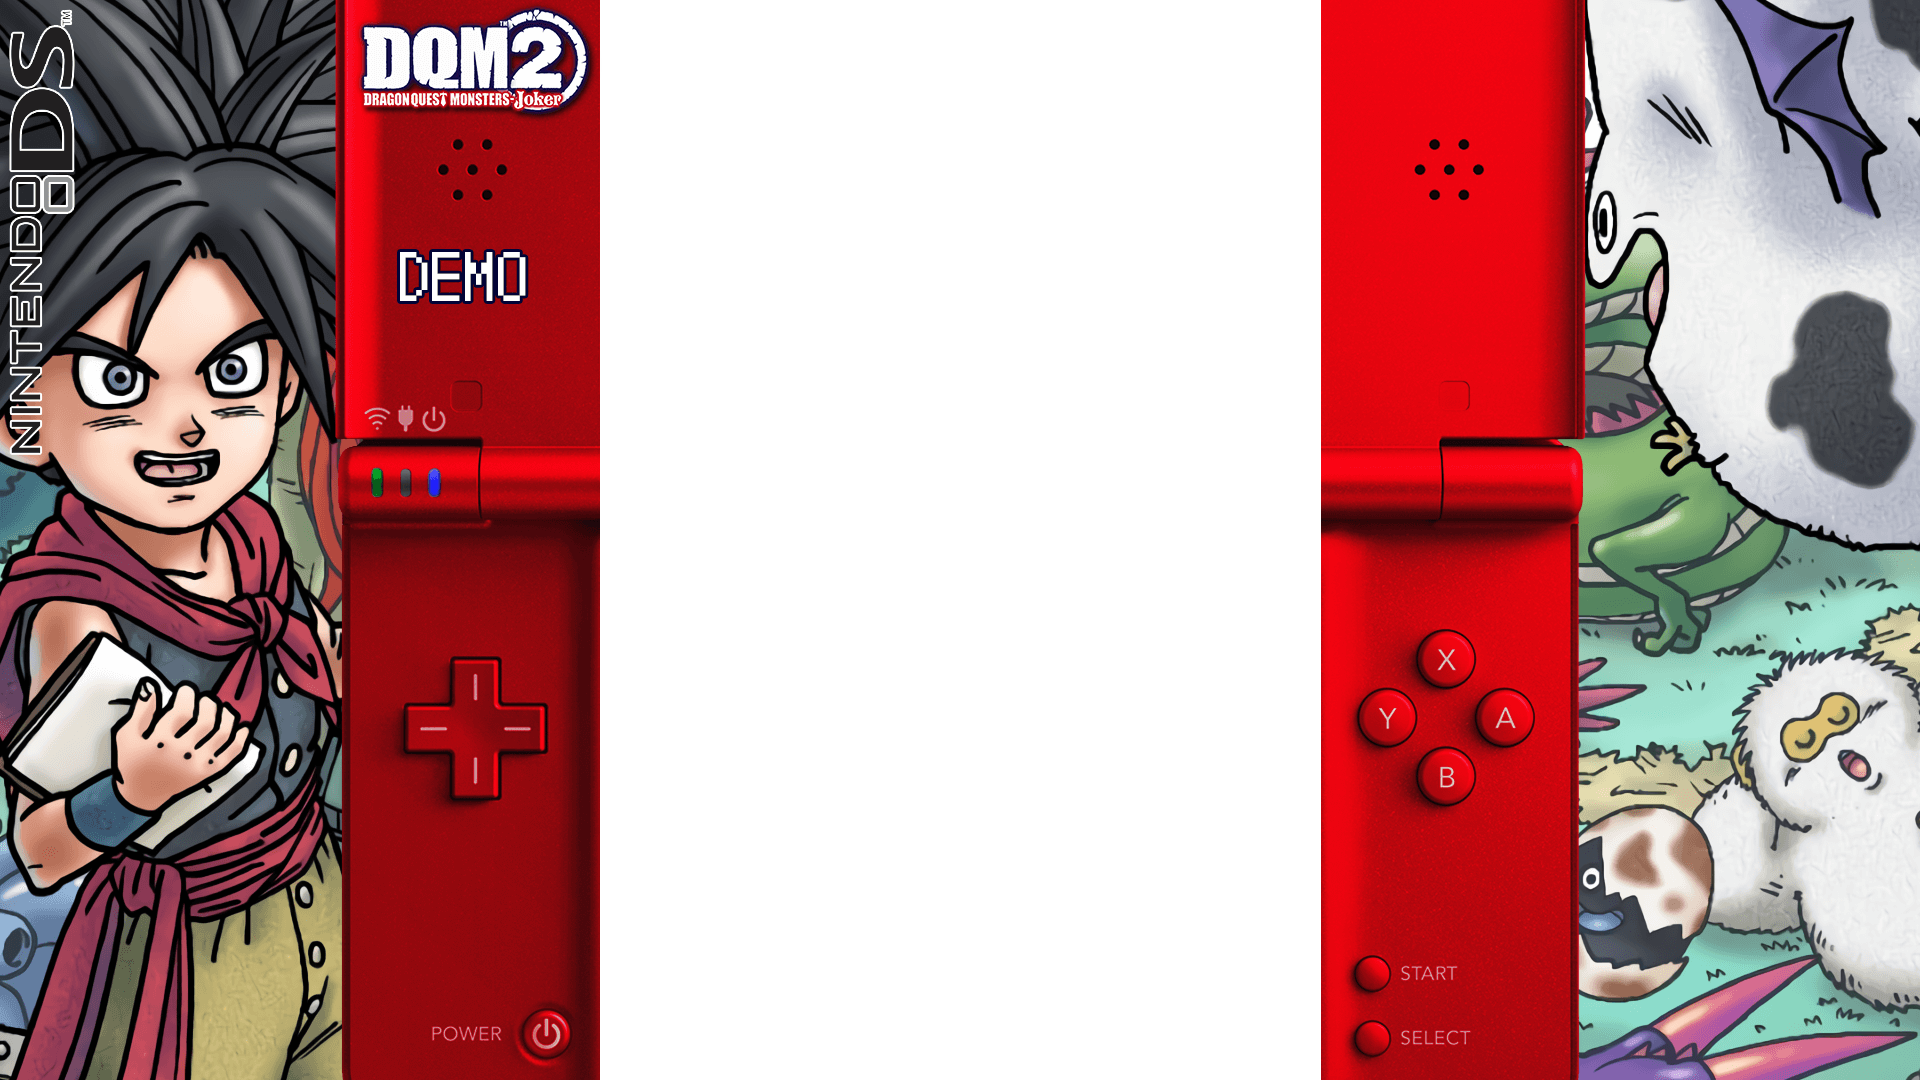 NINTENDO DS™
DQM2™
DRAGON QUEST MONSTERS: Joker
DEMO
X
Y
A
B
START
SELECT
POWER